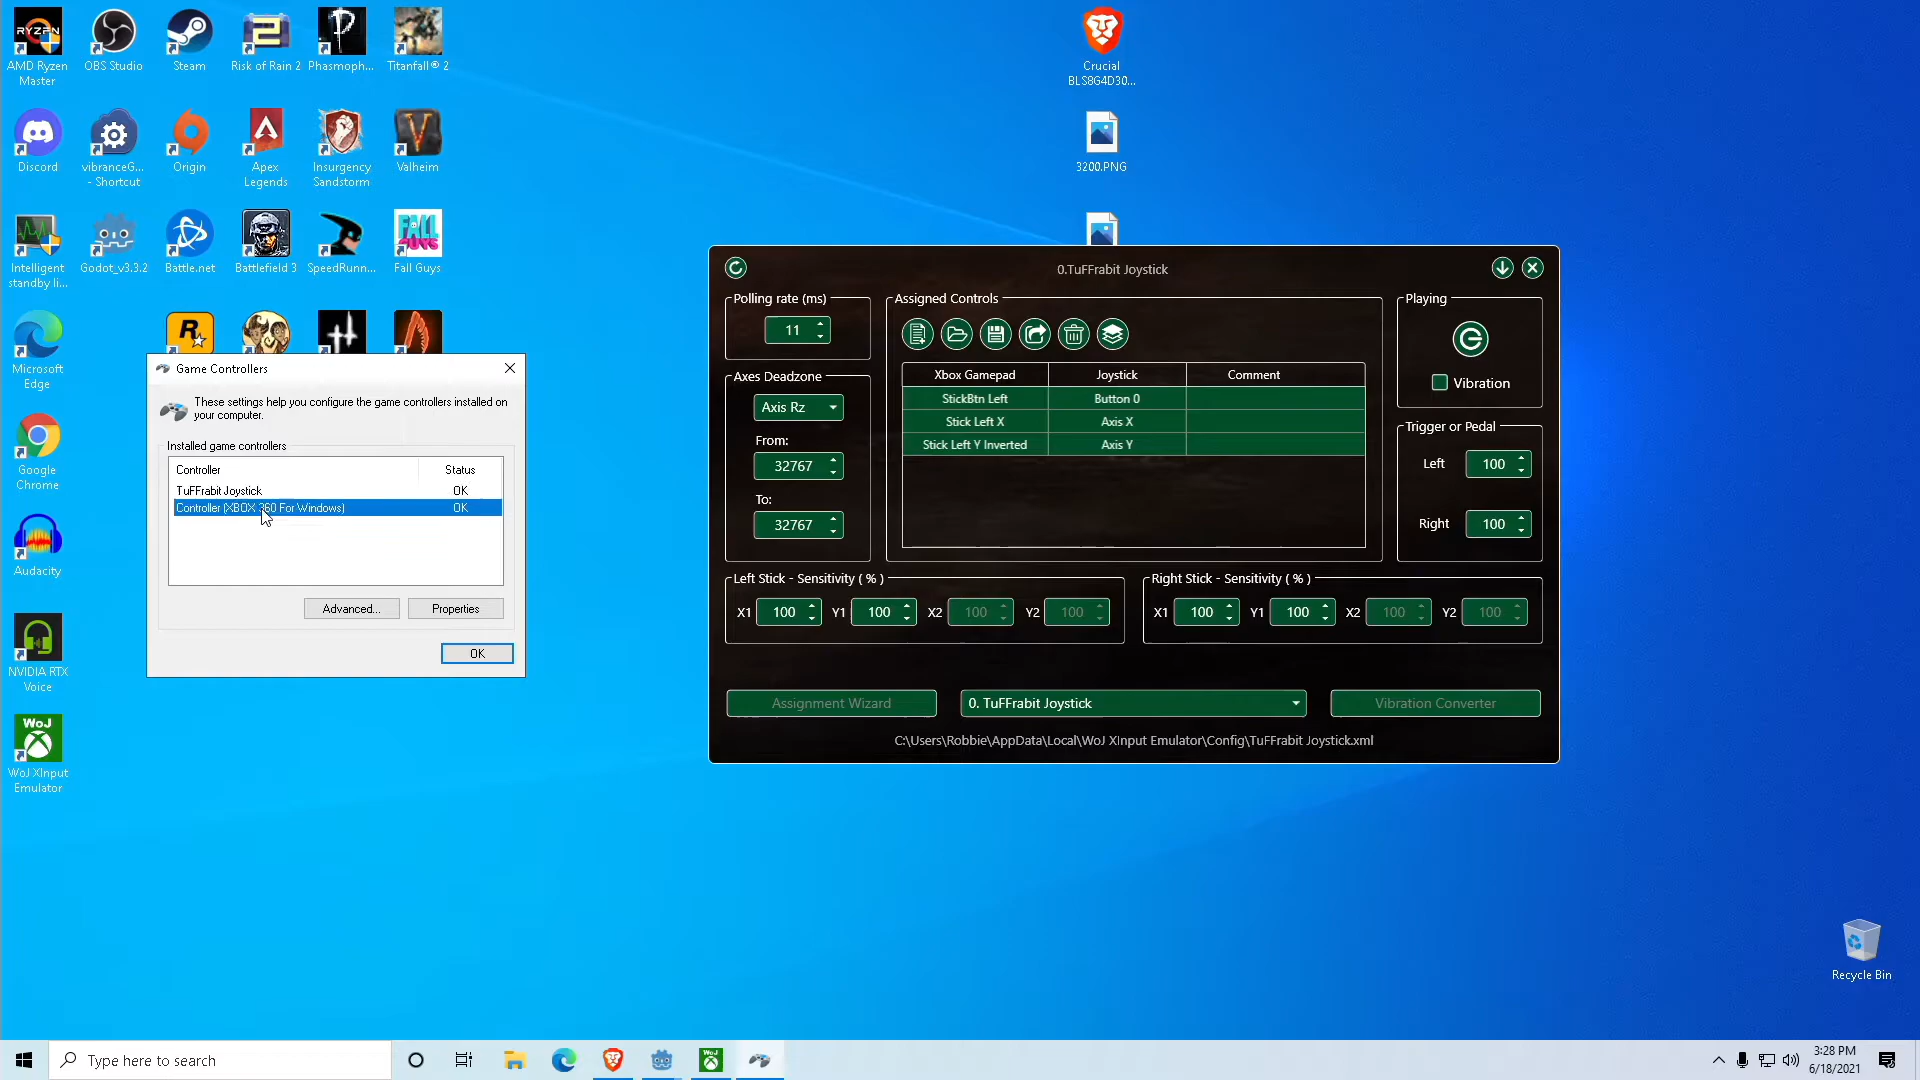 AMD Ryzen
Master
OBS Studio
Steam
Risk of Rain 2
Phasmoph...
Titanfall® 2
Discord
vibranceG...
- Shortcut
Origin
Apex
Legends
Insurgency
Sandstorm
Valheim
Intelligent
standby li...
Godot_v3.3.2
Battle.net
Battlefield 3
SpeedRunn...
FALL
GUYS
Fall Guys
Microsoft
Edge
Google
Chrome
Audacity
NVIDIA RTX
Voice
WoJ
WoJ XInput
Emulator
RYZEN
Crucial
BLS8G4D30...
3200.PNG
Game Controllers
These settings help you configure the game controllers installed on
your computer.
Installed game controllers
Controller Status
TuFFrabit Joystick OK
Controller (XBOX 360 For Windows) OK
Advanced...
Properties
OK
0.TuFFrabit Joystick
Polling rate (ms)
11
Axes Deadzone
Axis Rz
From:
32767
To:
32767
Assigned Controls
Xbox Gamepad Joystick Comment
StickBtn Left Button 0
Stick Left X Axis X
Stick Left Y Inverted Axis Y
Playing
Vibration
Trigger or Pedal
Left 100
Right 100
Left Stick - Sensitivity ( % )
X1 100 Y1 100 X2 100 Y2 100
Right Stick - Sensitivity ( % )
X1 100 Y1 100 X2 100 Y2 100
Assignment Wizard
0. TuFFrabit Joystick
Vibration Converter
C:\Users\Robbie\AppData\Local\WoJ XInput Emulator\Config\TuFFrabit Joystick.xml
Recycle Bin
Type here to search
WoJ
3:28 PM
6/18/2021